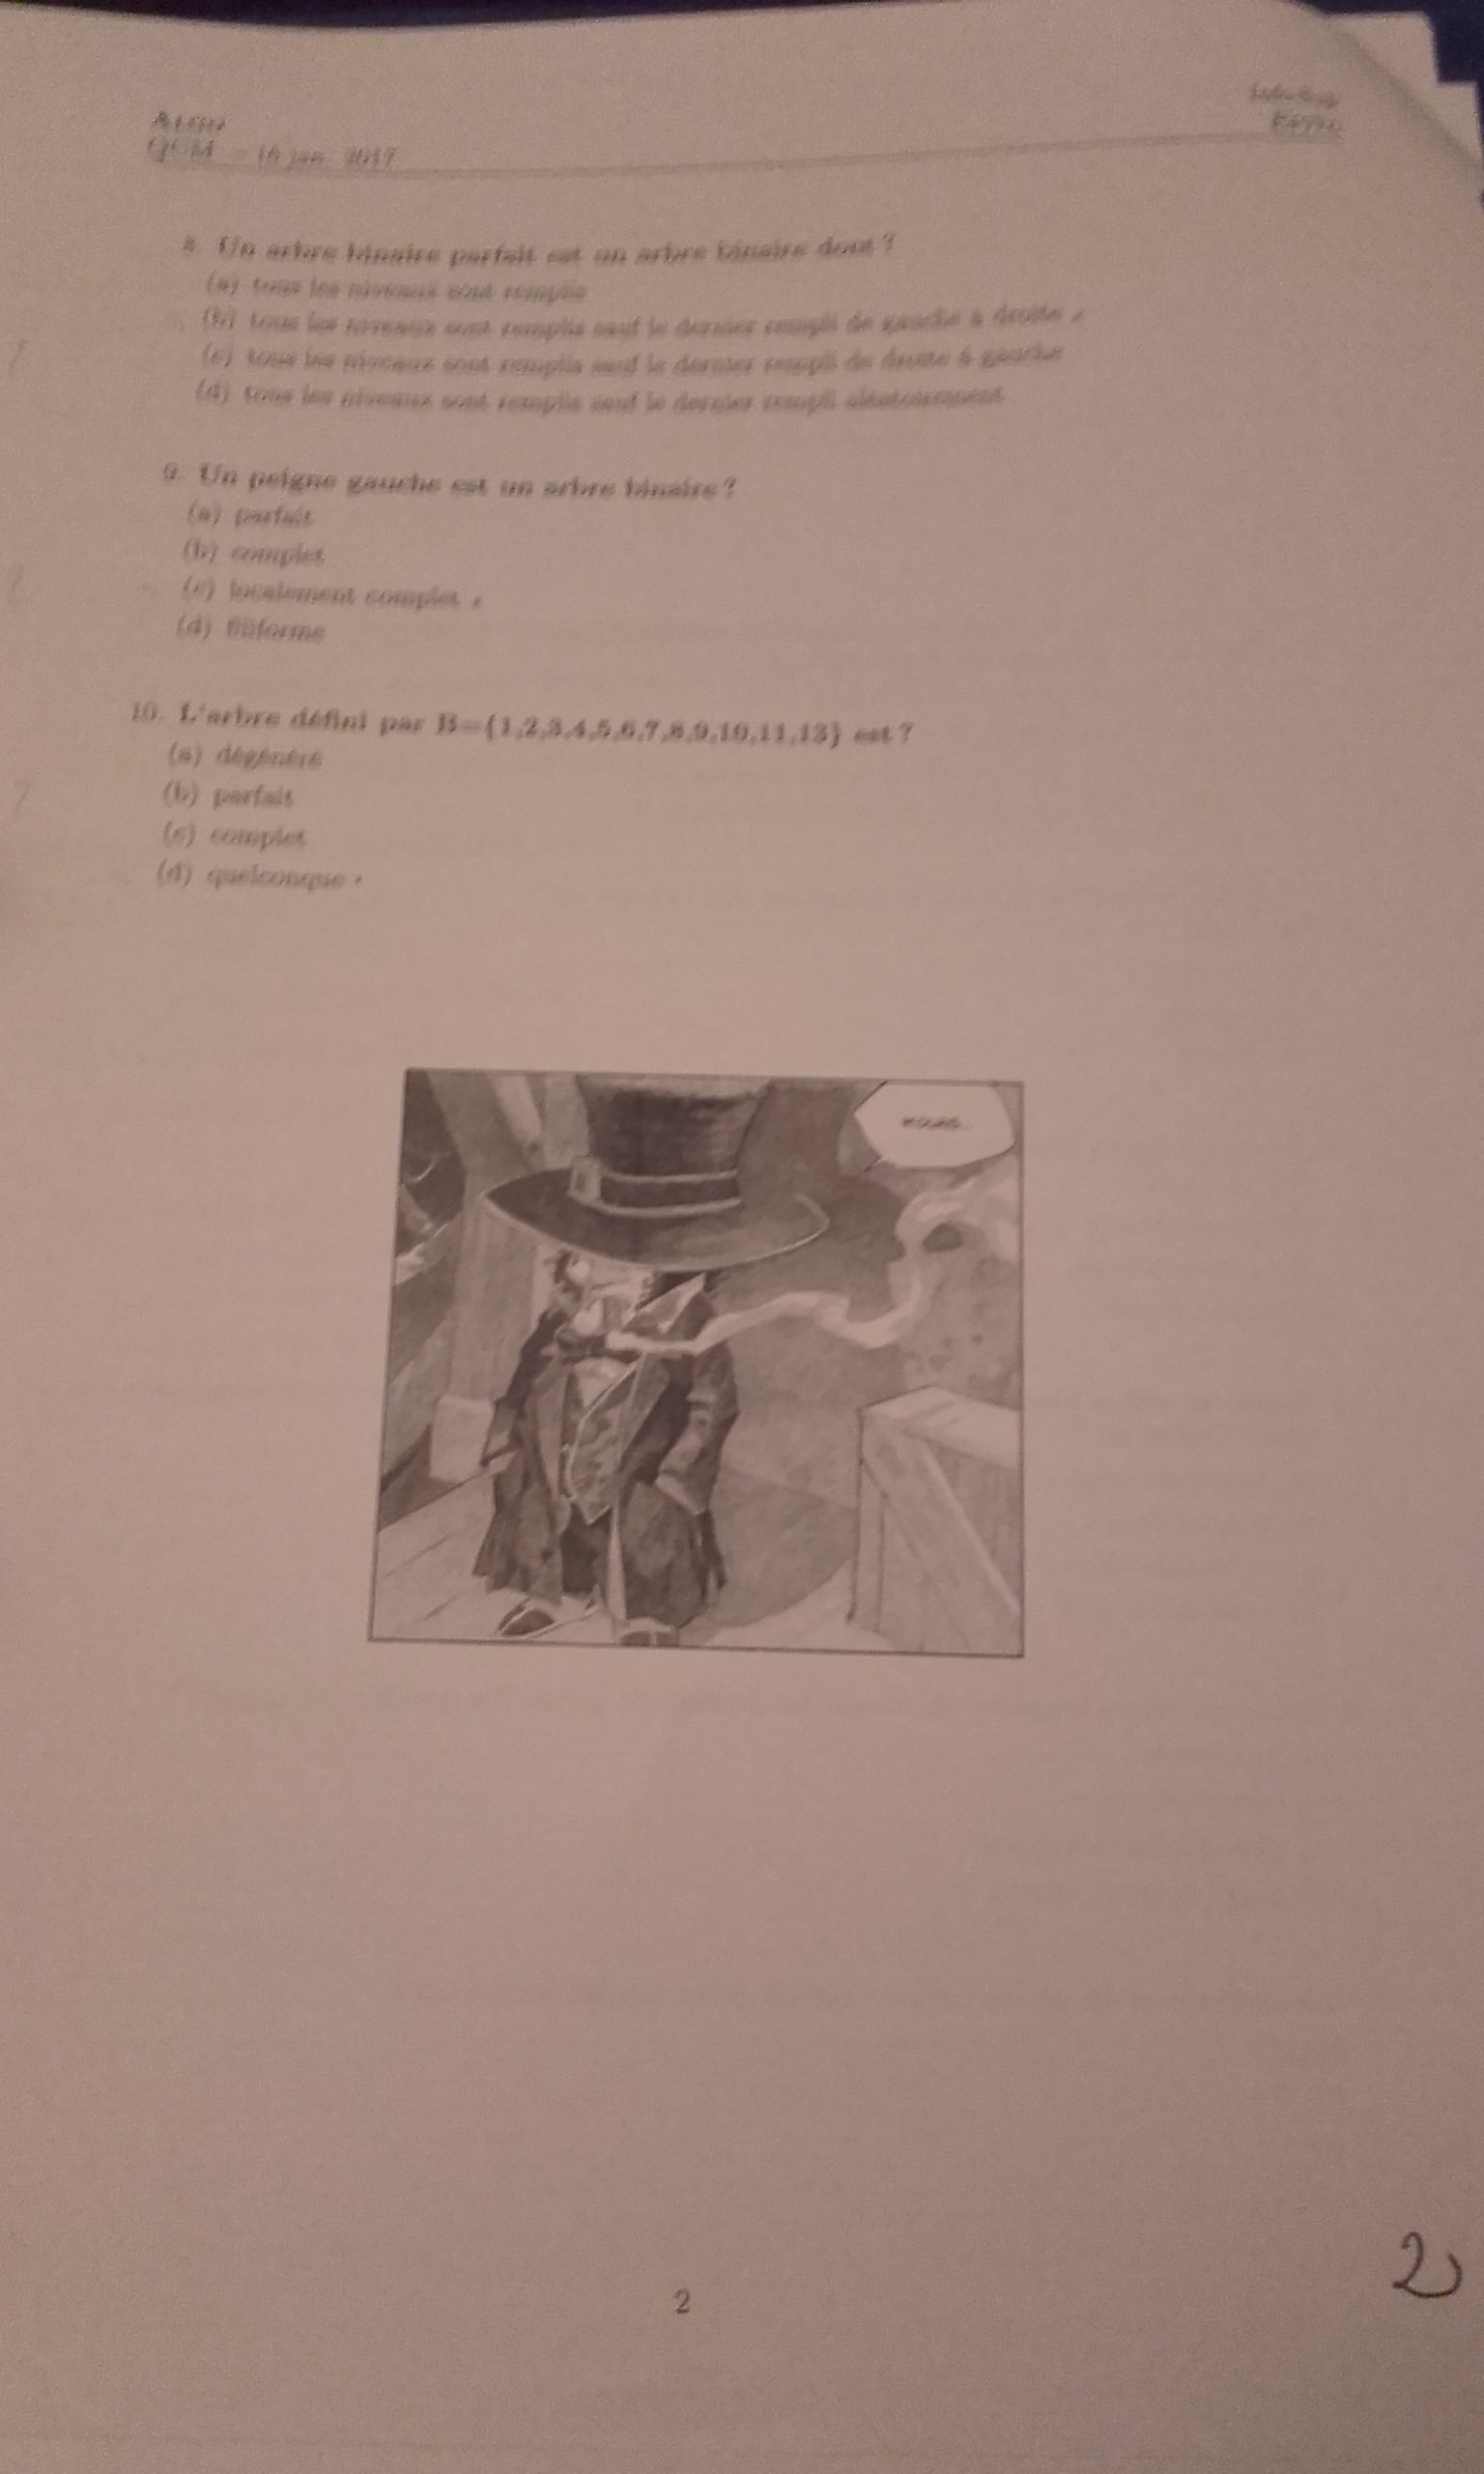 Algo
QCM – 16 jan. 2017
Epita
8. Un arbre binaire parfait est un arbre binaire dont ?
(a) tous les niveaux sont remplis
(b) tous les niveaux sont remplis sauf le dernier rempli de gauche à droite
(c) tous les niveaux sont remplis sauf le dernier rempli de droite à gauche
(d) tous les niveaux sont remplis sauf le dernier rempli aléatoirement
9. Un peigne gauche est un arbre binaire ?
(a) parfait
(b) complet
(c) localement complet
(d) filiforme
10. L'arbre défini par B={1,2,3,4,5,6,7,8,9,10,11,13} est ?
(a) dégénéré
(b) parfait
(c) complet
(d) quelconque
2
2